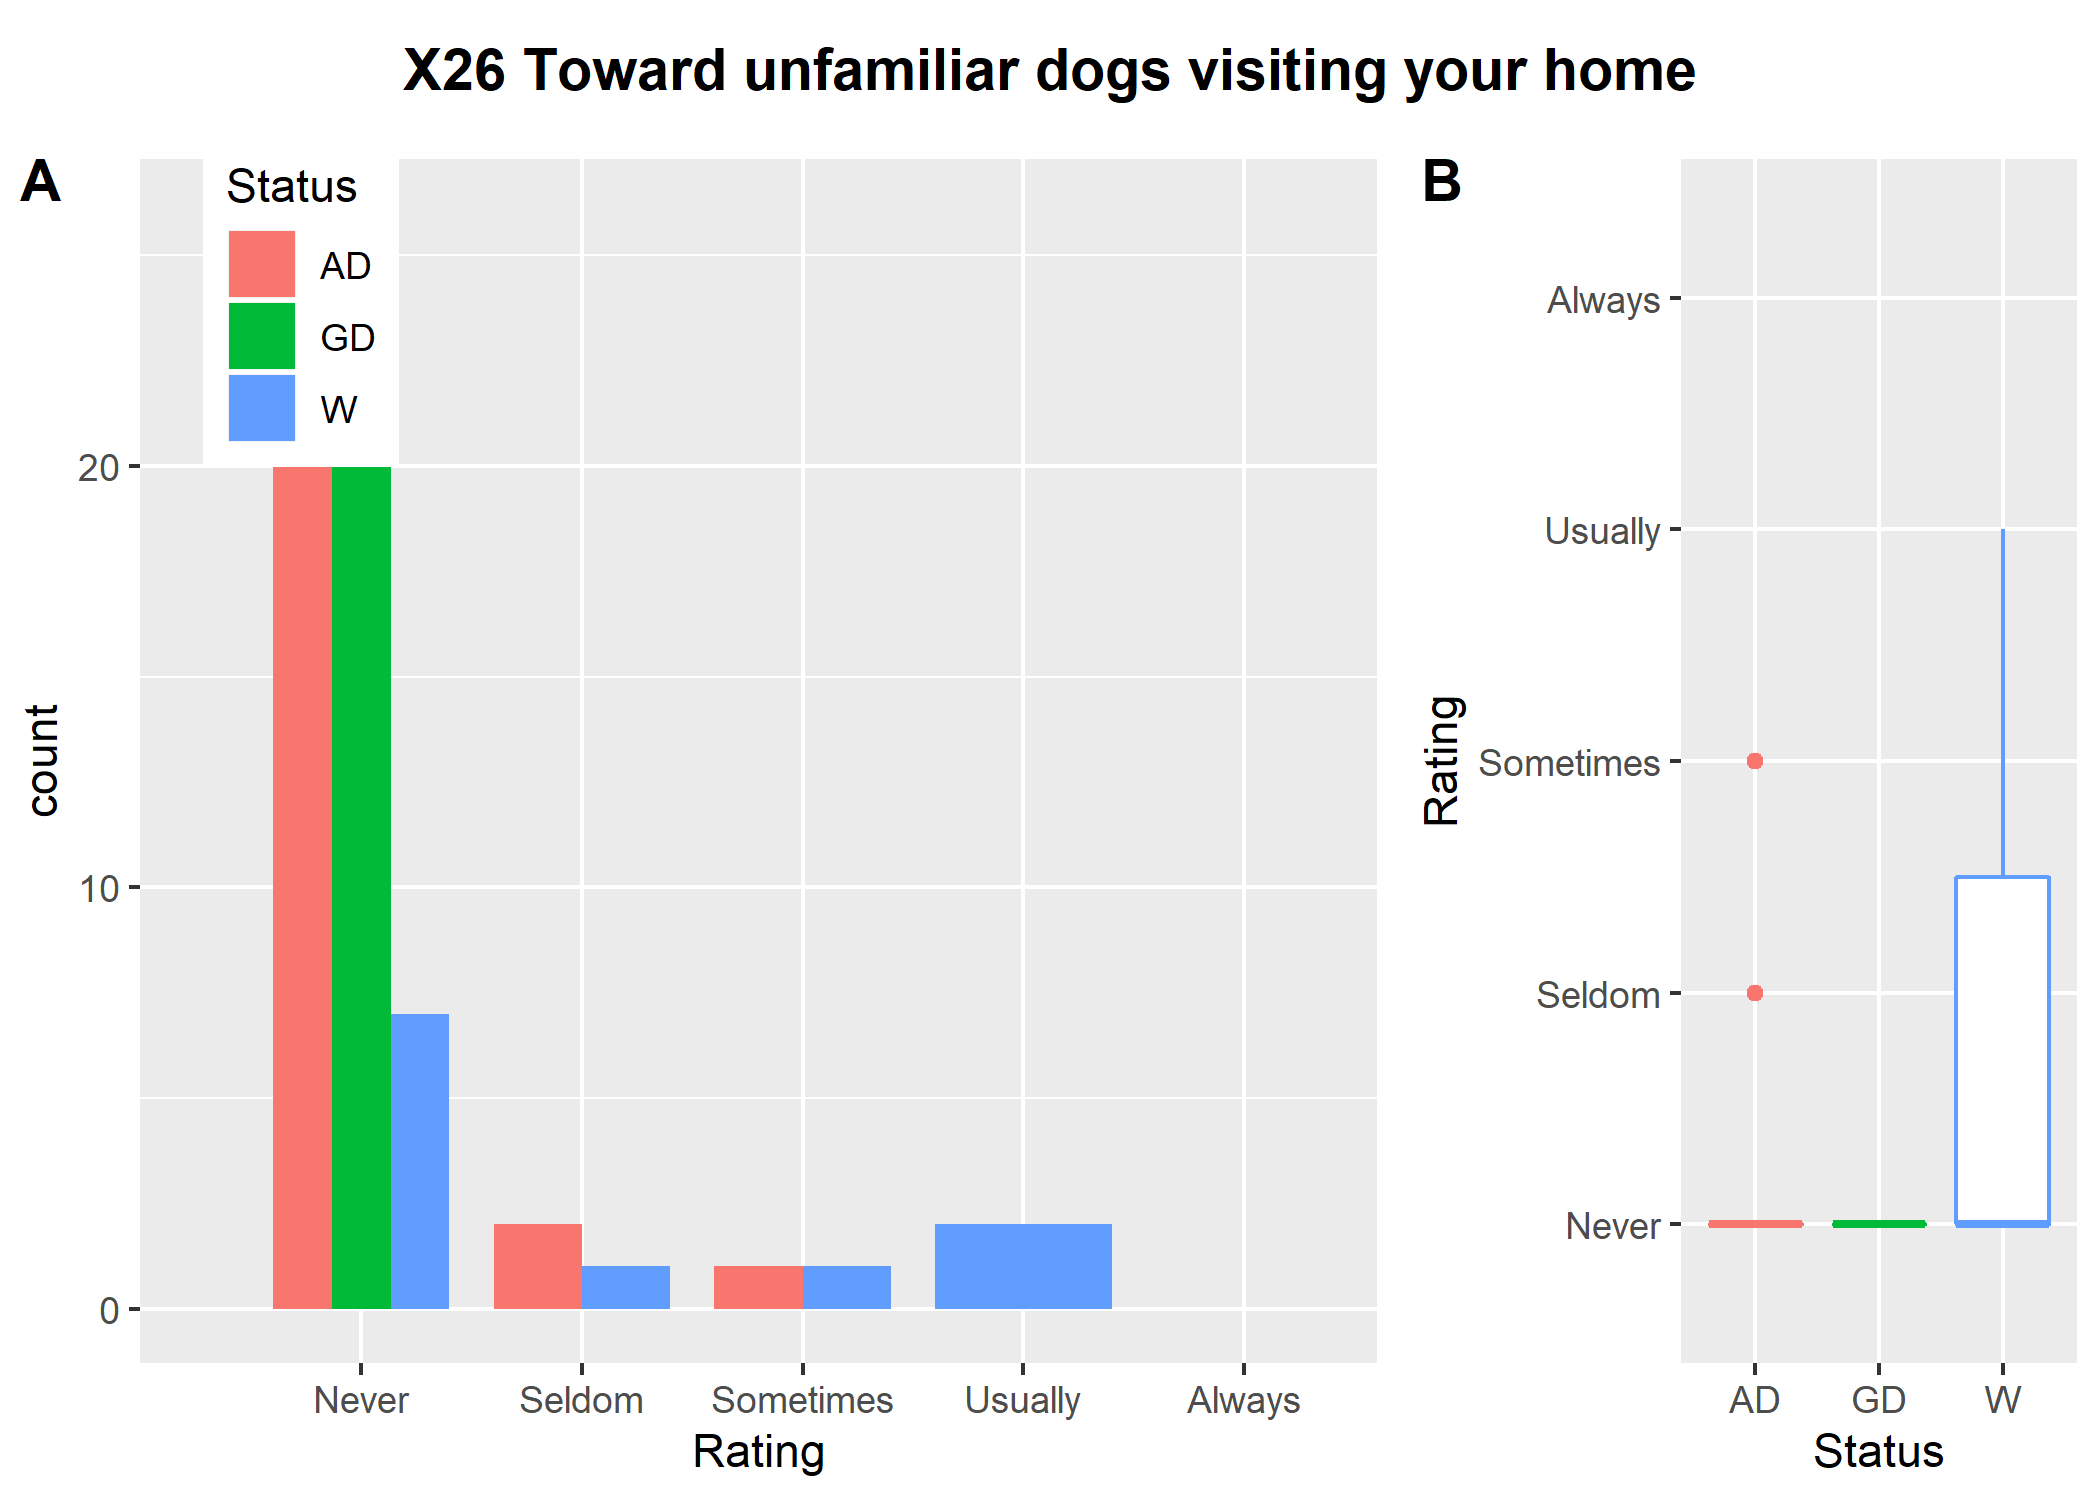 X26 Toward unfamiliar dogs visiting your home
A
Status
AD
GD
W
20
10
0
count
Never Seldom Sometimes Usually Always
Rating
B
Always
Usually
Sometimes
Seldom
Never
Rating
AD GD W
Status